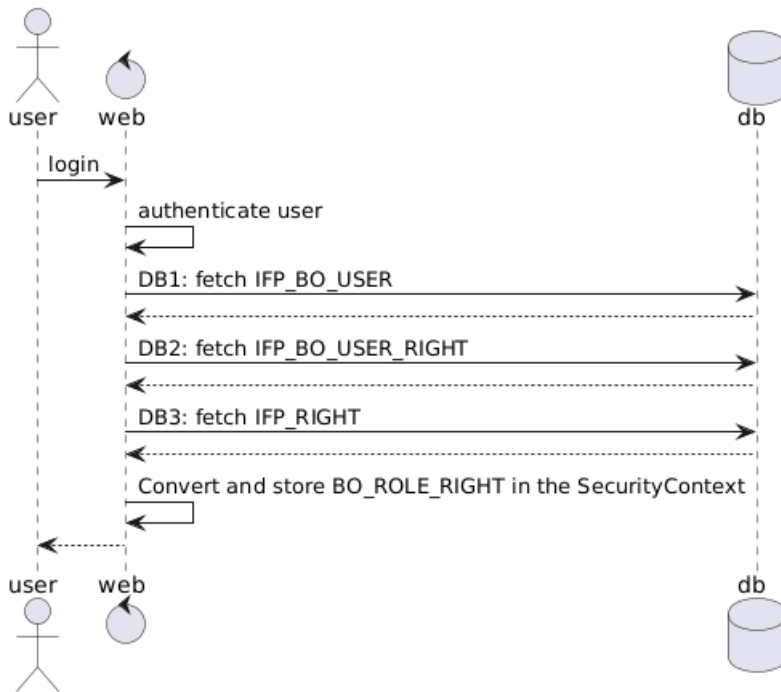 user web db
login
authenticate user
DB1: fetch IFP_BO_USER
DB2: fetch IFP_BO_USER_RIGHT
DB3: fetch IFP_RIGHT
Convert and store BO_ROLE_RIGHT in the SecurityContext
user web db